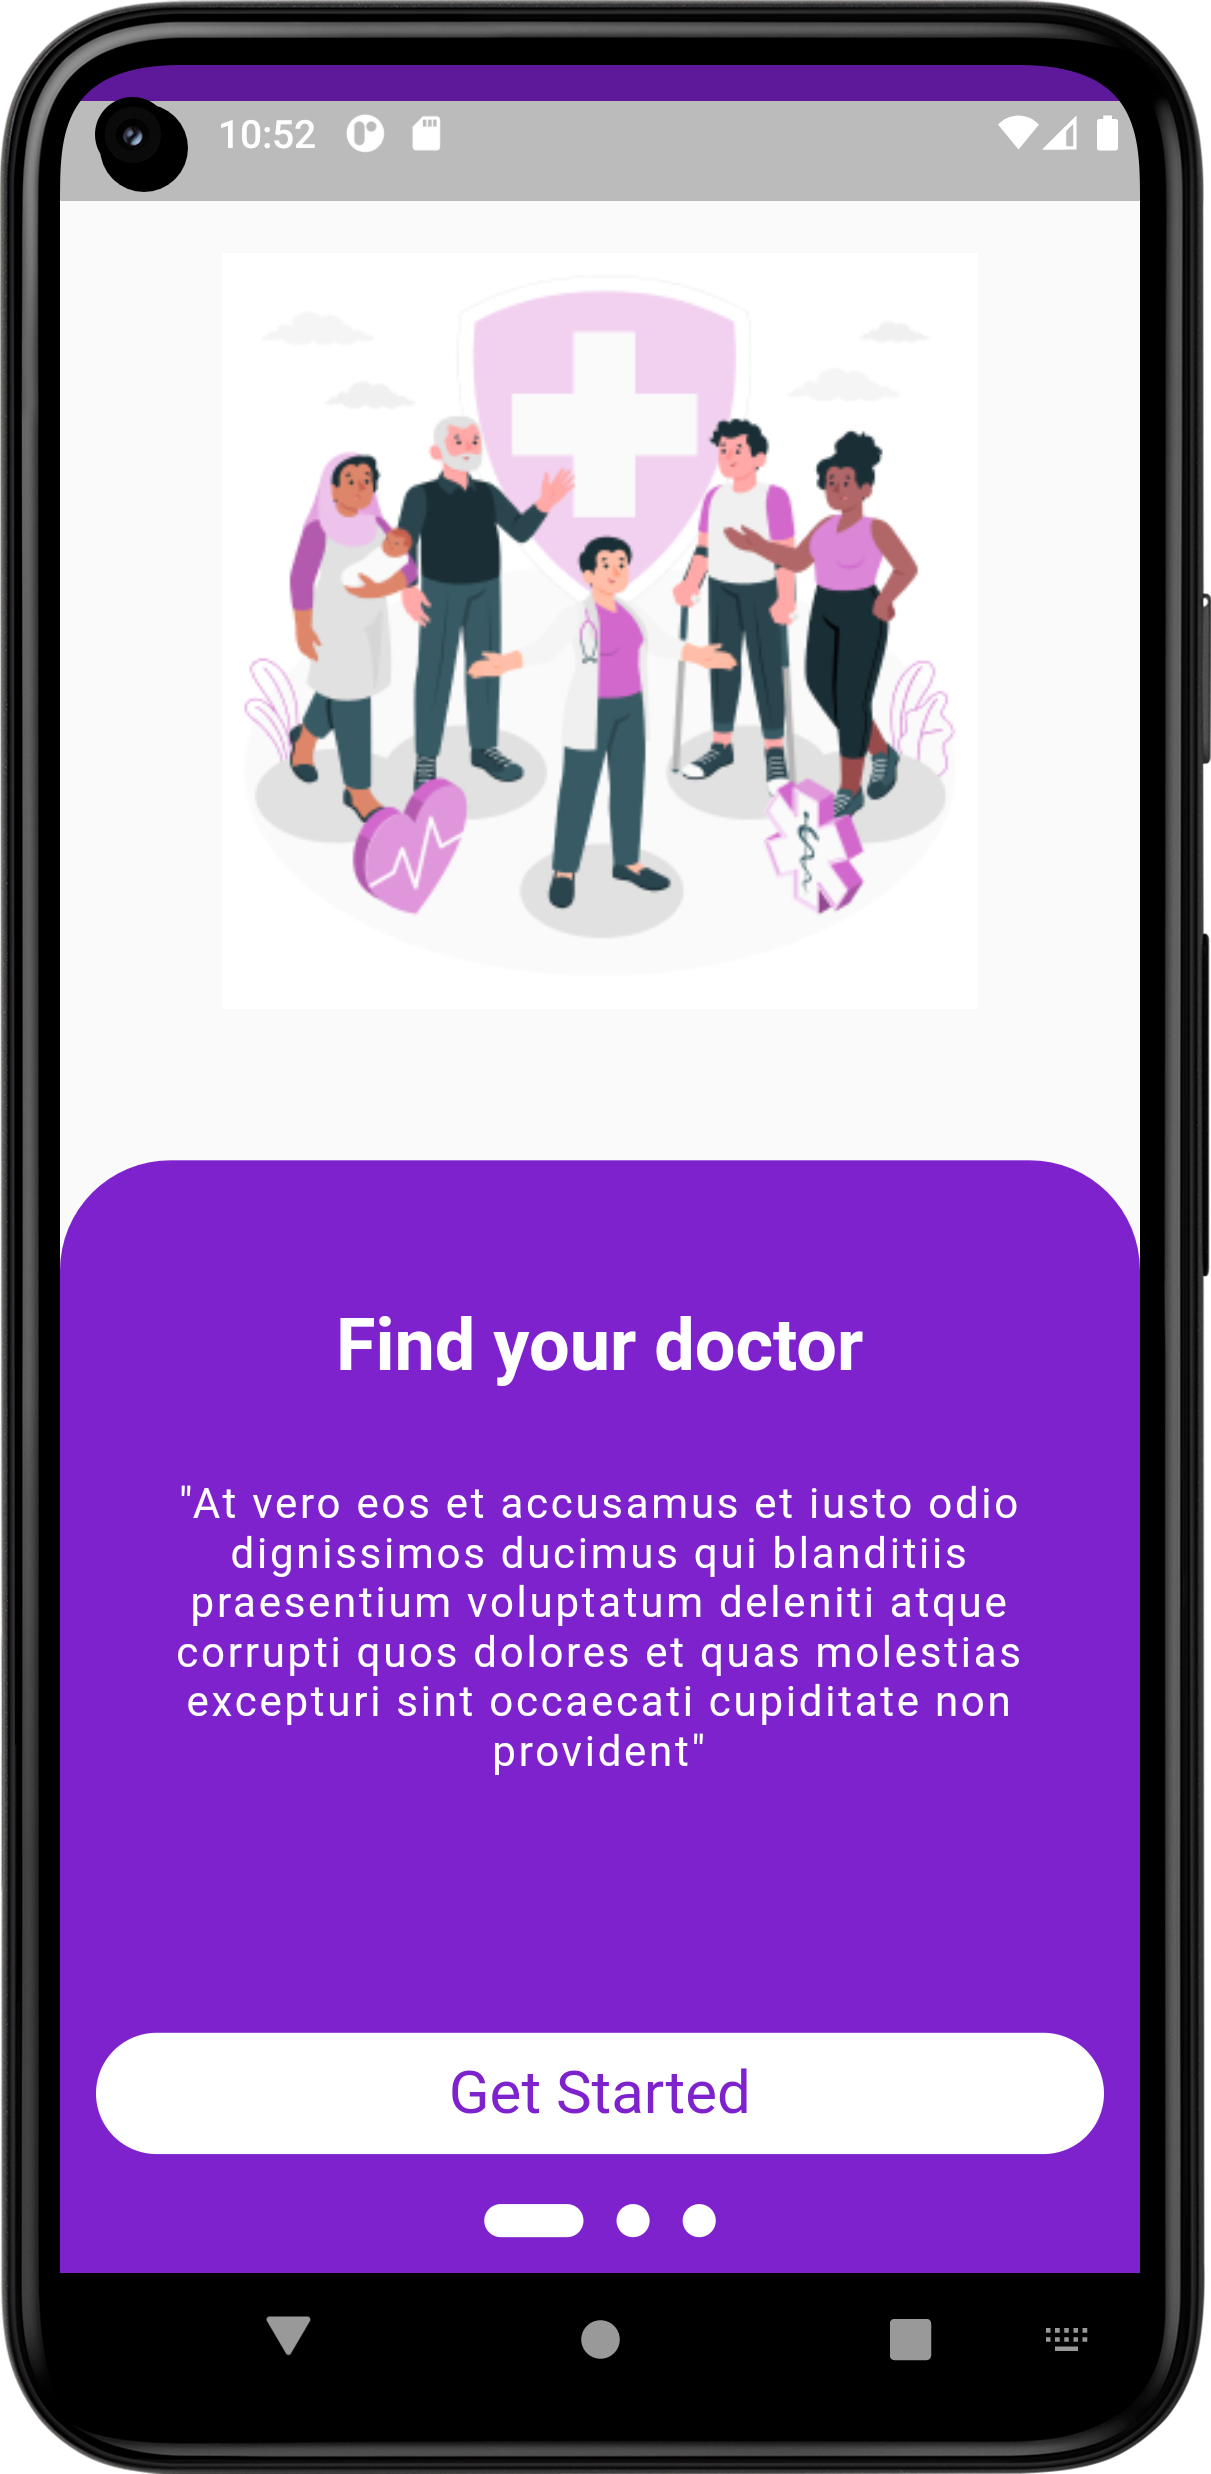 10:52
Find your doctor
"At vero eos et accusamus et iusto odio
dignissimos ducimus qui blanditiis
praesentium voluptatum deleniti atque
corrupti quos dolores et quas molestias
excepturi sint occaecati cupiditate non
provident"
Get Started